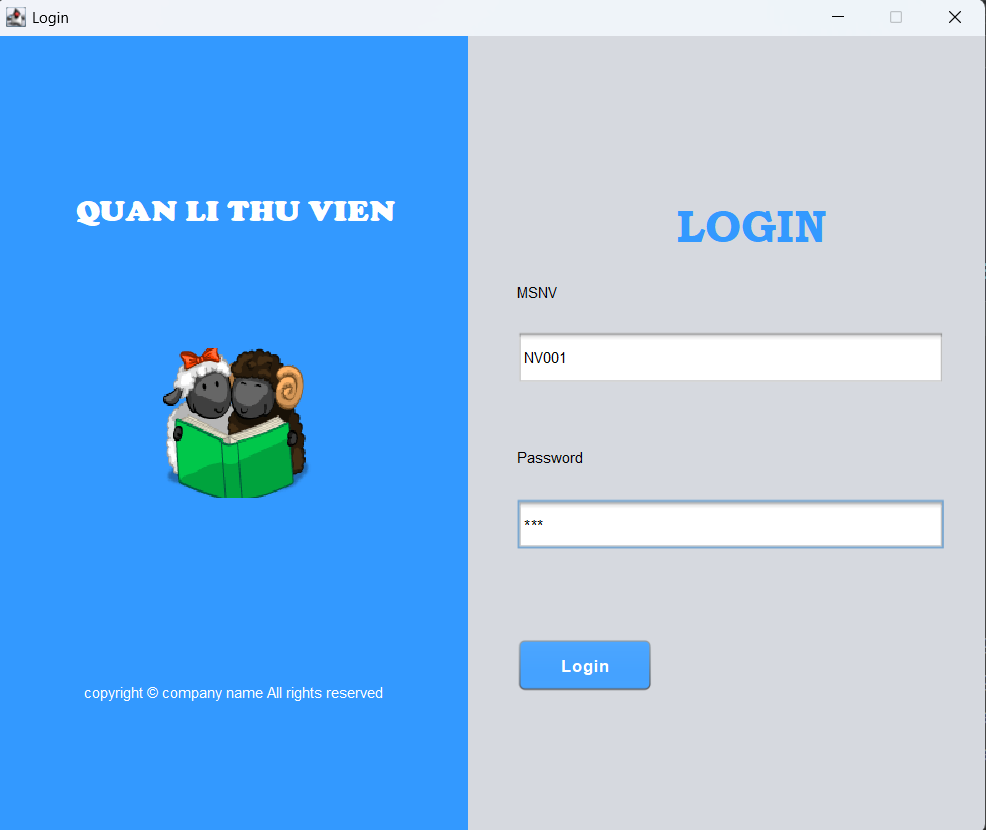 Login
QUAN LI THU VIEN
copyright © company name All rights reserved
LOGIN
MSNV
NV001
Password
***
Login